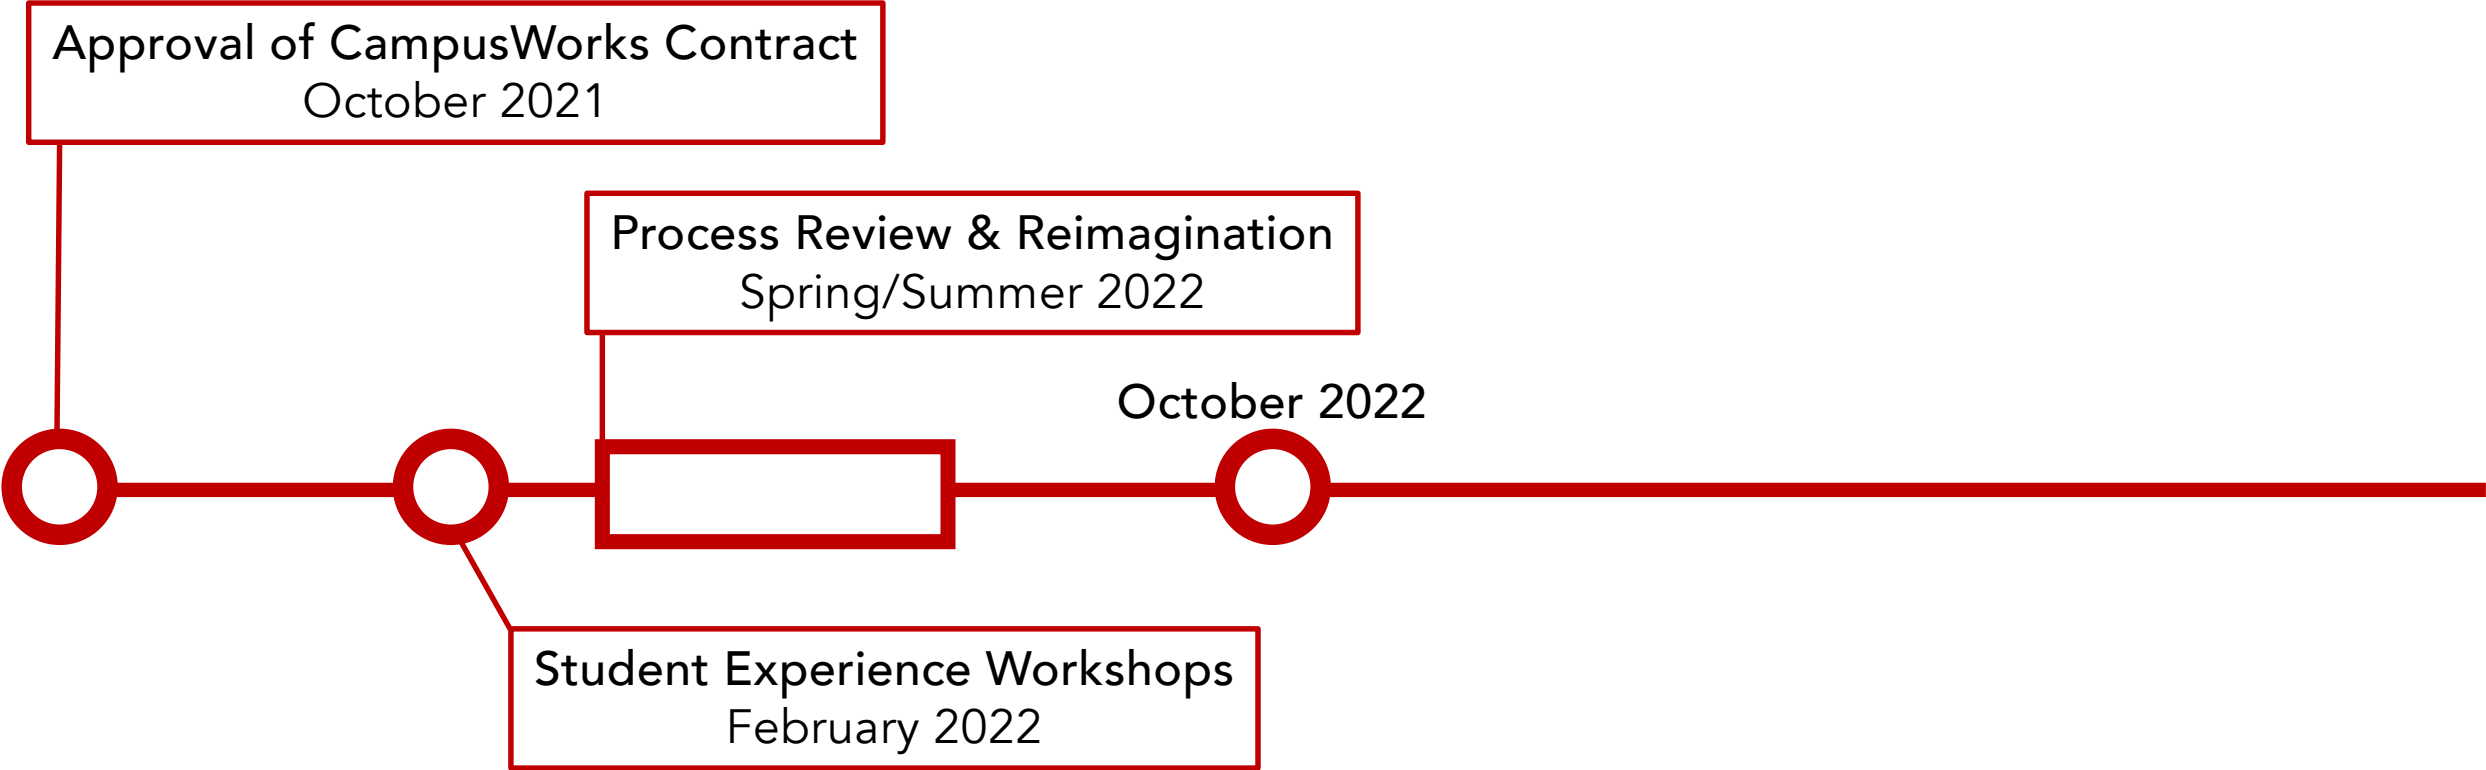 Approval of CampusWorks Contract
October 2021
Process Review & Reimagination
Spring/Summer 2022
October 2022
Student Experience Workshops
February 2022